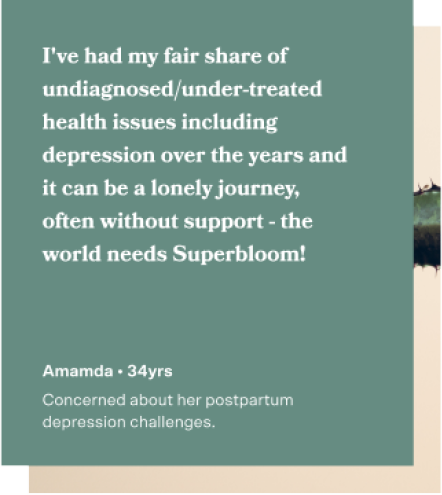 I've had my fair share of
undiagnosed/under-treated
health issues including
depression over the years and
it can be a lonely journey,
often without support - the
world needs Superbloom!
Amamda • 34yrs
Concerned about her postpartum
depression challenges.